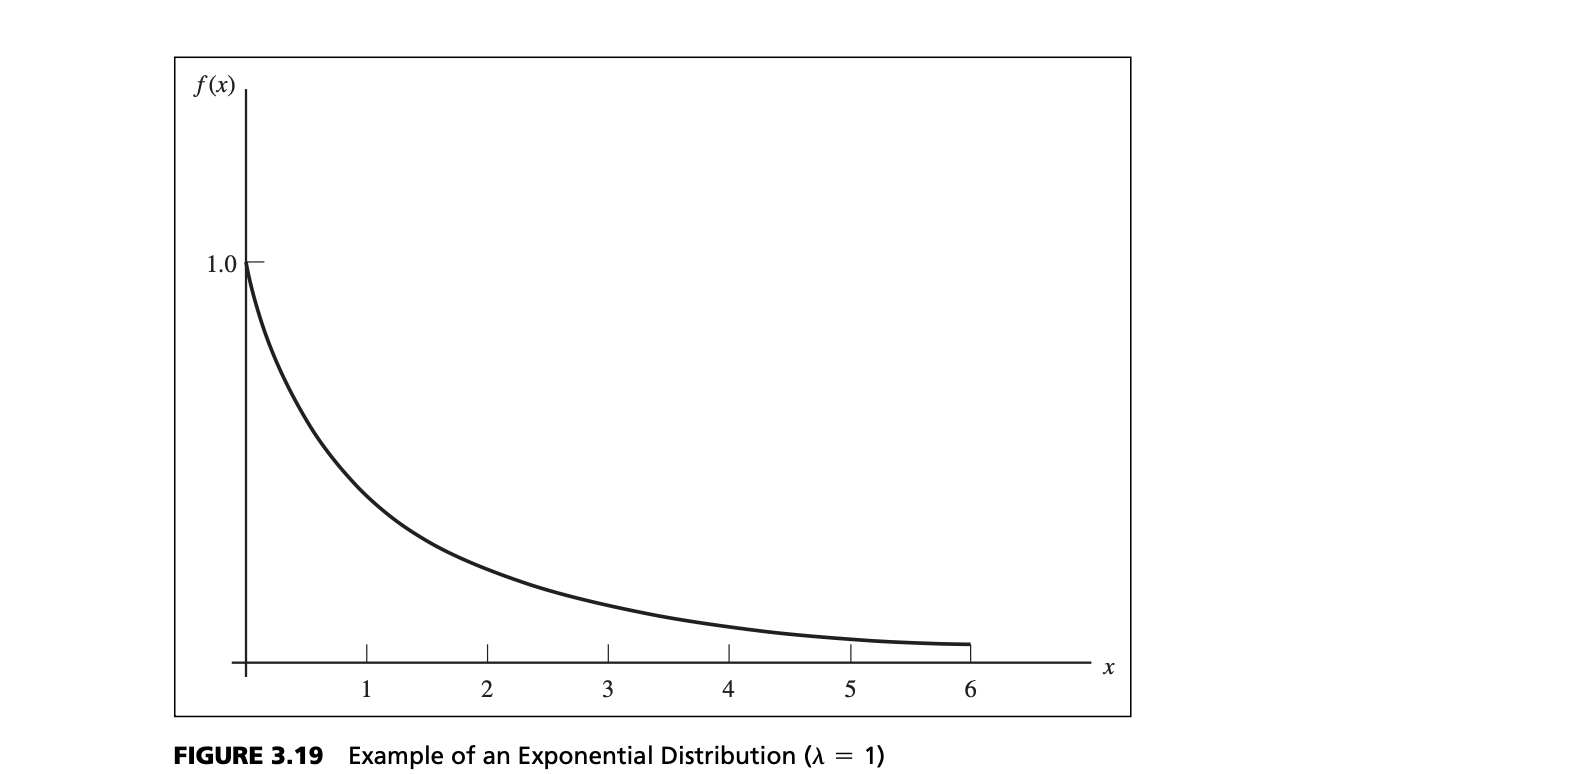 f(x)
1.0
x
1 2 3 4 5 6
FIGURE 3.19 Example of an Exponential Distribution (λ = 1)